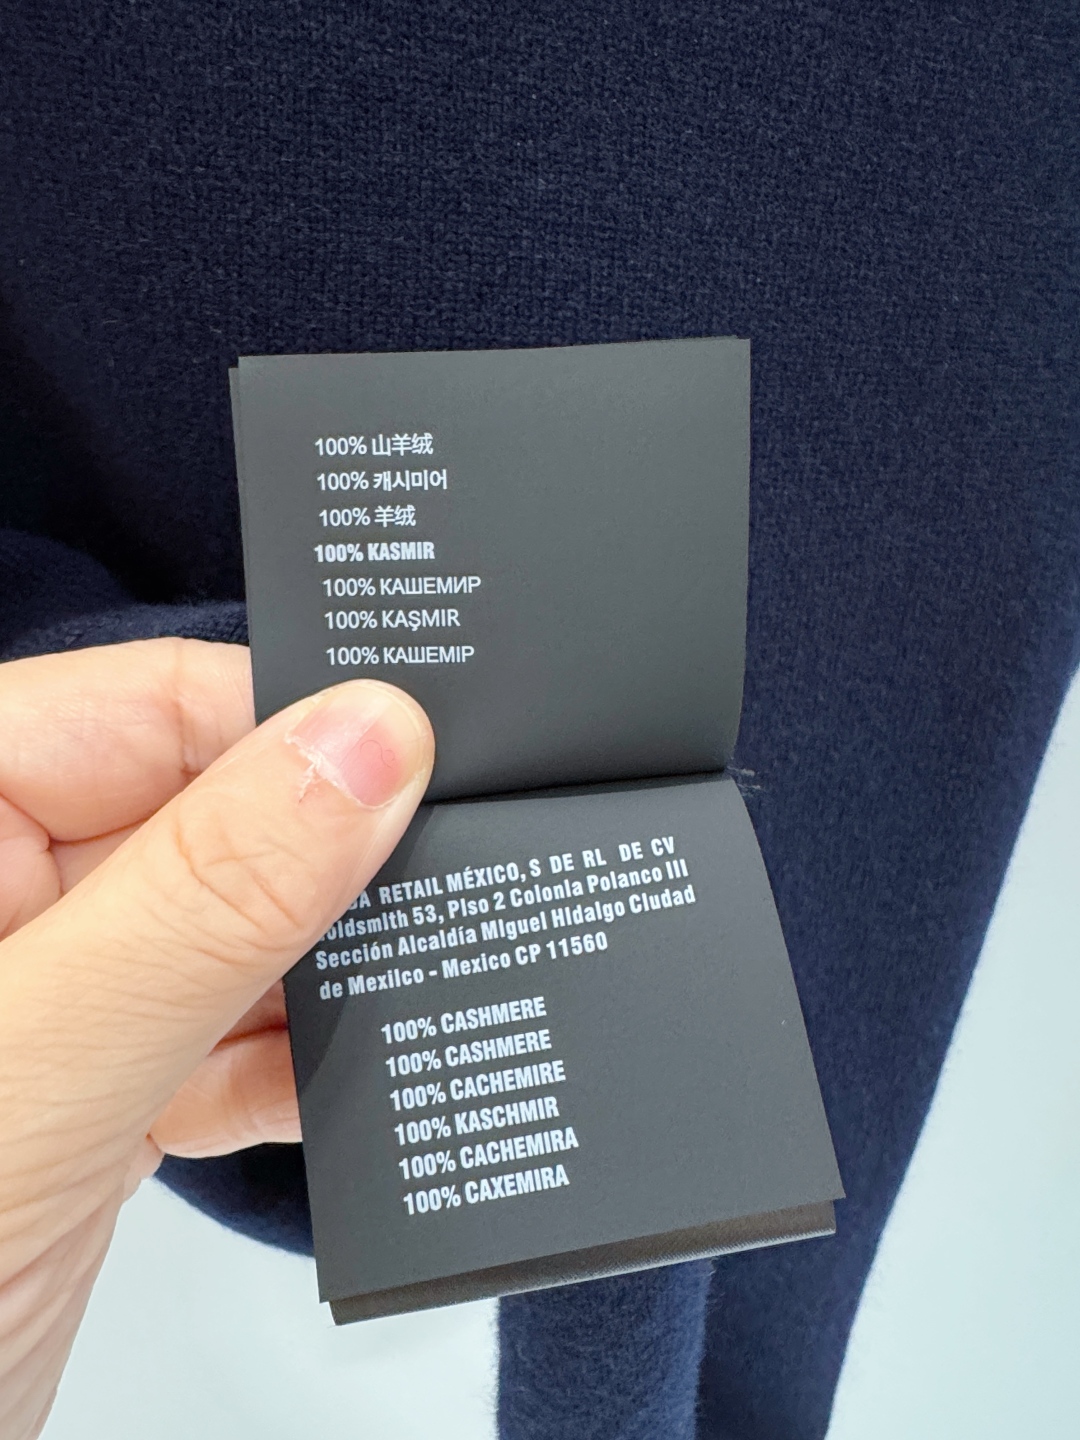 100% 山羊绒
100% 캐시미어
100% 羊绒
100% KASMIR
100% КАШЕМИР
100% KAŞMIR
100% КАШЕМІР
RETAIL MÉXICO, S DE RL DE CV
53, PIso 2 ColonIa Polanco III
Sección Alcaldía MIguel HIdalgo CIudad
de MexiIco - Mexico CP 11560
100% CASHMERE
100% CASHMERE
100% CACHEMIRE
100% KASCHMIR
100% CACHEMIRA
100% CAXEMIRA